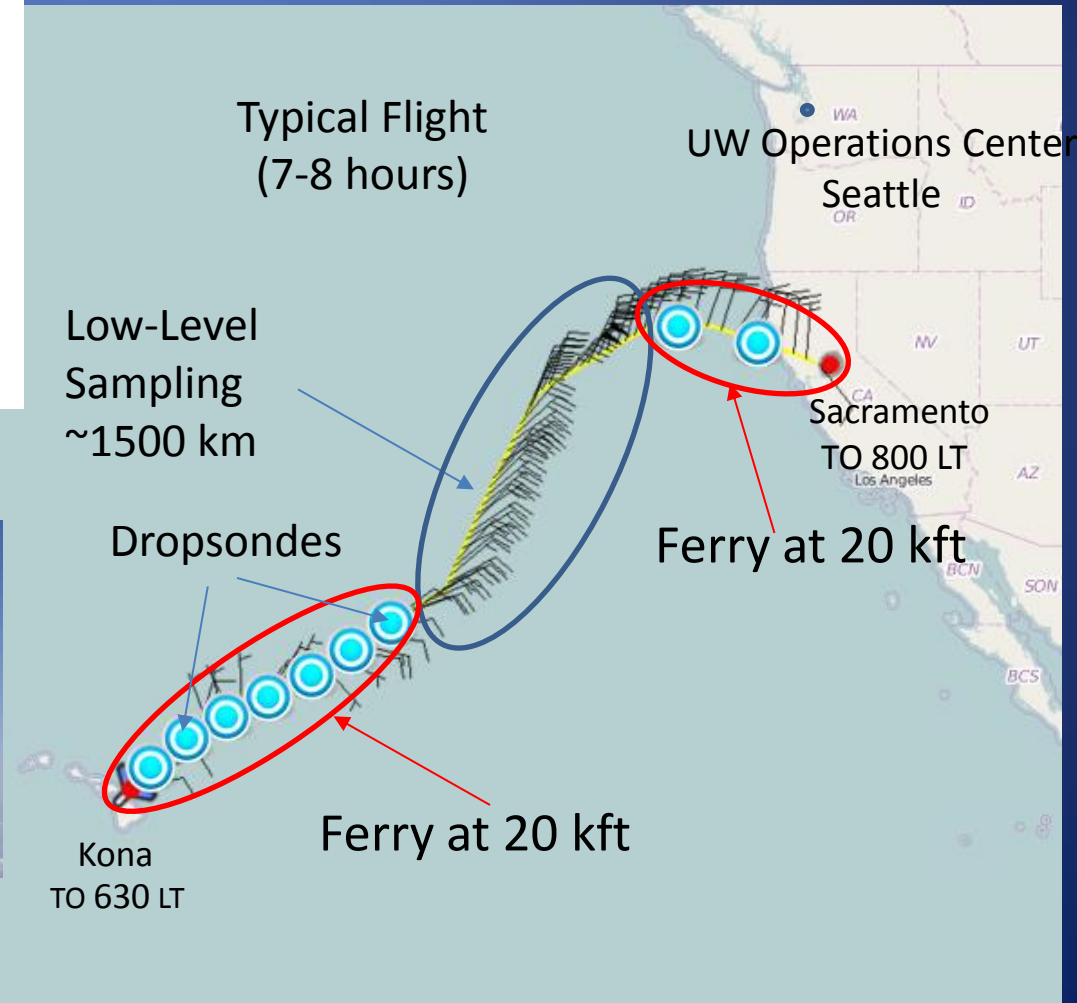 Typical Flight
(7-8 hours)
WA
UW Operations Center
Seattle
OR
ID
Low-Level
Sampling
~1500 km
NV
UT
CA
Sacramento
TO 800 LT
Los Angeles
AZ
Dropsondes
Ferry at 20 kft
BCN
SON
BCS
Ferry at 20 kft
Kona
TO 630 LT